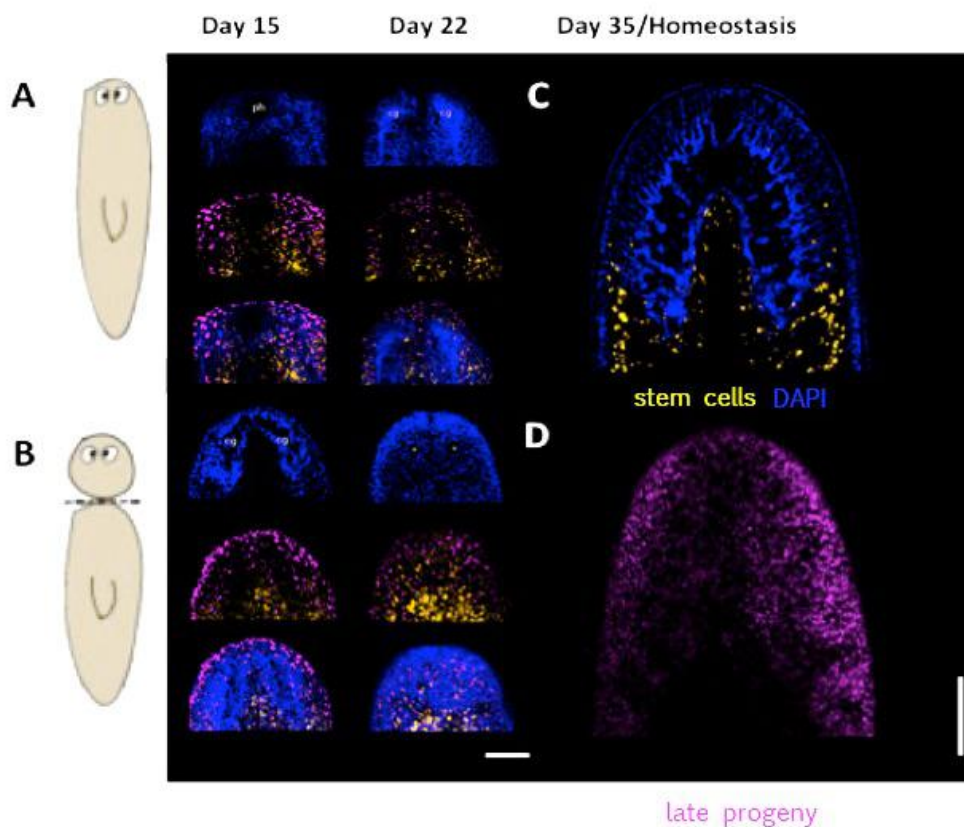 Day 15 Day 22 Day 35/Homeostasis
A
ph
cg cg
C
stem cells DAPI
B
cg cg
D
late progeny